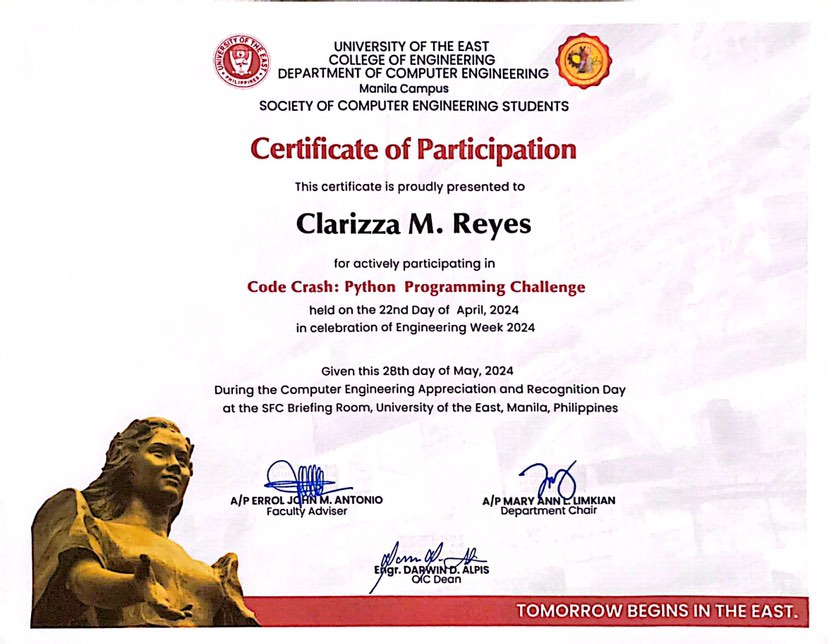 UNIVERSITY OF THE EAST
COLLEGE OF ENGINEERING
DEPARTMENT OF COMPUTER ENGINEERING
Manila Campus
SOCIETY OF COMPUTER ENGINEERING STUDENTS
UNIVERSITY OF THE EAST
PHILIPPINES
Certificate of Participation
This certificate is proudly presented to
Clarizza M. Reyes
for actively participating in
Code Crash: Python Programming Challenge
held on the 22nd Day of April, 2024
in celebration of Engineering Week 2024
Given this 28th day of May, 2024
During the Computer Engineering Appreciation and Recognition Day
at the SFC Briefing Room, University of the East, Manila, Philippines
A/P ERROL JOHN M. ANTONIO
Faculty Adviser
A/P MARY ANN L. LIMKIAN
Department Chair
Engr. DARWIN D. ALPIS
OIC Dean
TOMORROW BEGINS IN THE EAST.